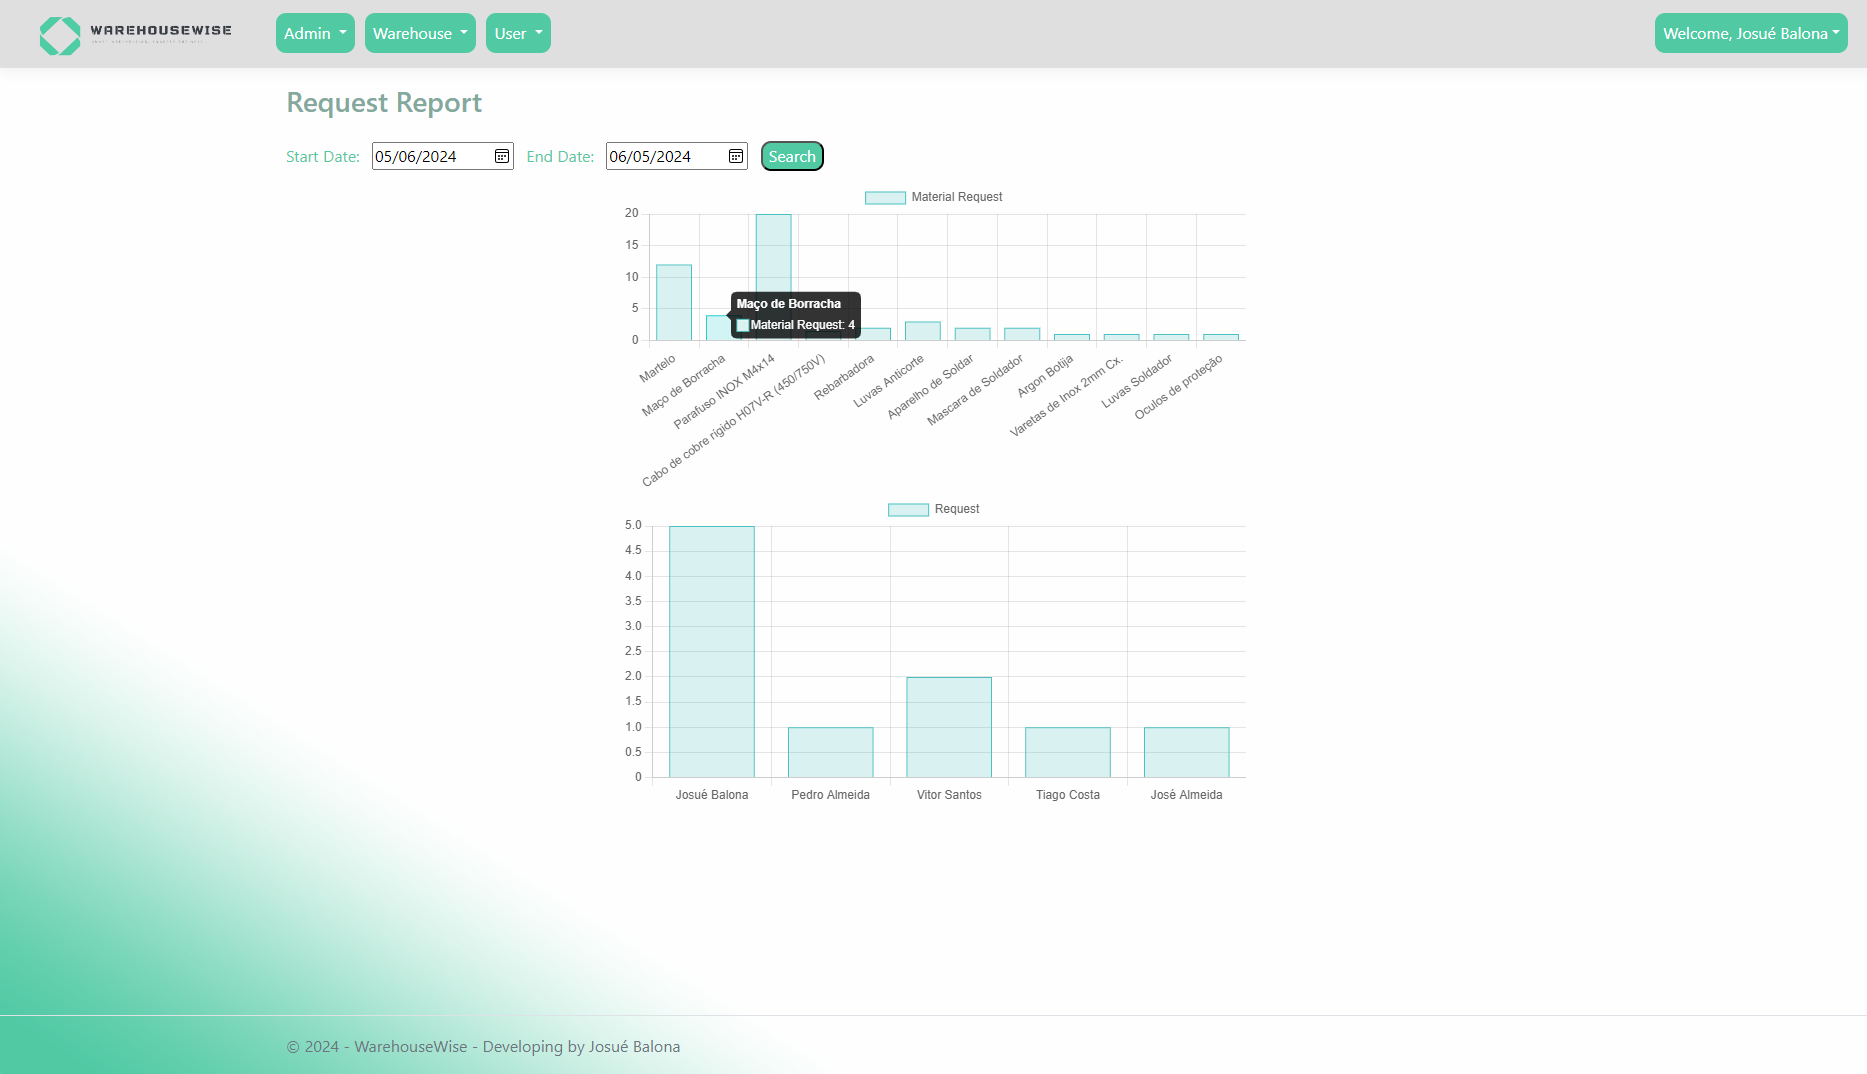 WAREHOUSEWISE
Admin
Warehouse
User
Welcome, Josué Balona
Request Report
Start Date:
05/06/2024
End Date:
06/05/2024
Search
Material Request
20
15
10
5
0
Maço de Borracha
Material Request: 4
Martelo
Maço de Borracha
Parafuso INOX M4x14
Cabo de cobre rígido H07V-R (450/750V)
Rebarbadora
Luvas Anticorte
Aparelho de Soldar
Mascara de Soldador
Argon Botija
Varetas de Inox 2mm Cx.
Luvas Soldador
Oculos de proteção
Request
5.0
4.5
4.0
3.5
3.0
2.5
2.0
1.5
1.0
0.5
0
Josué Balona
Pedro Almeida
Vitor Santos
Tiago Costa
José Almeida
© 2024 - WarehouseWise - Developing by Josué Balona